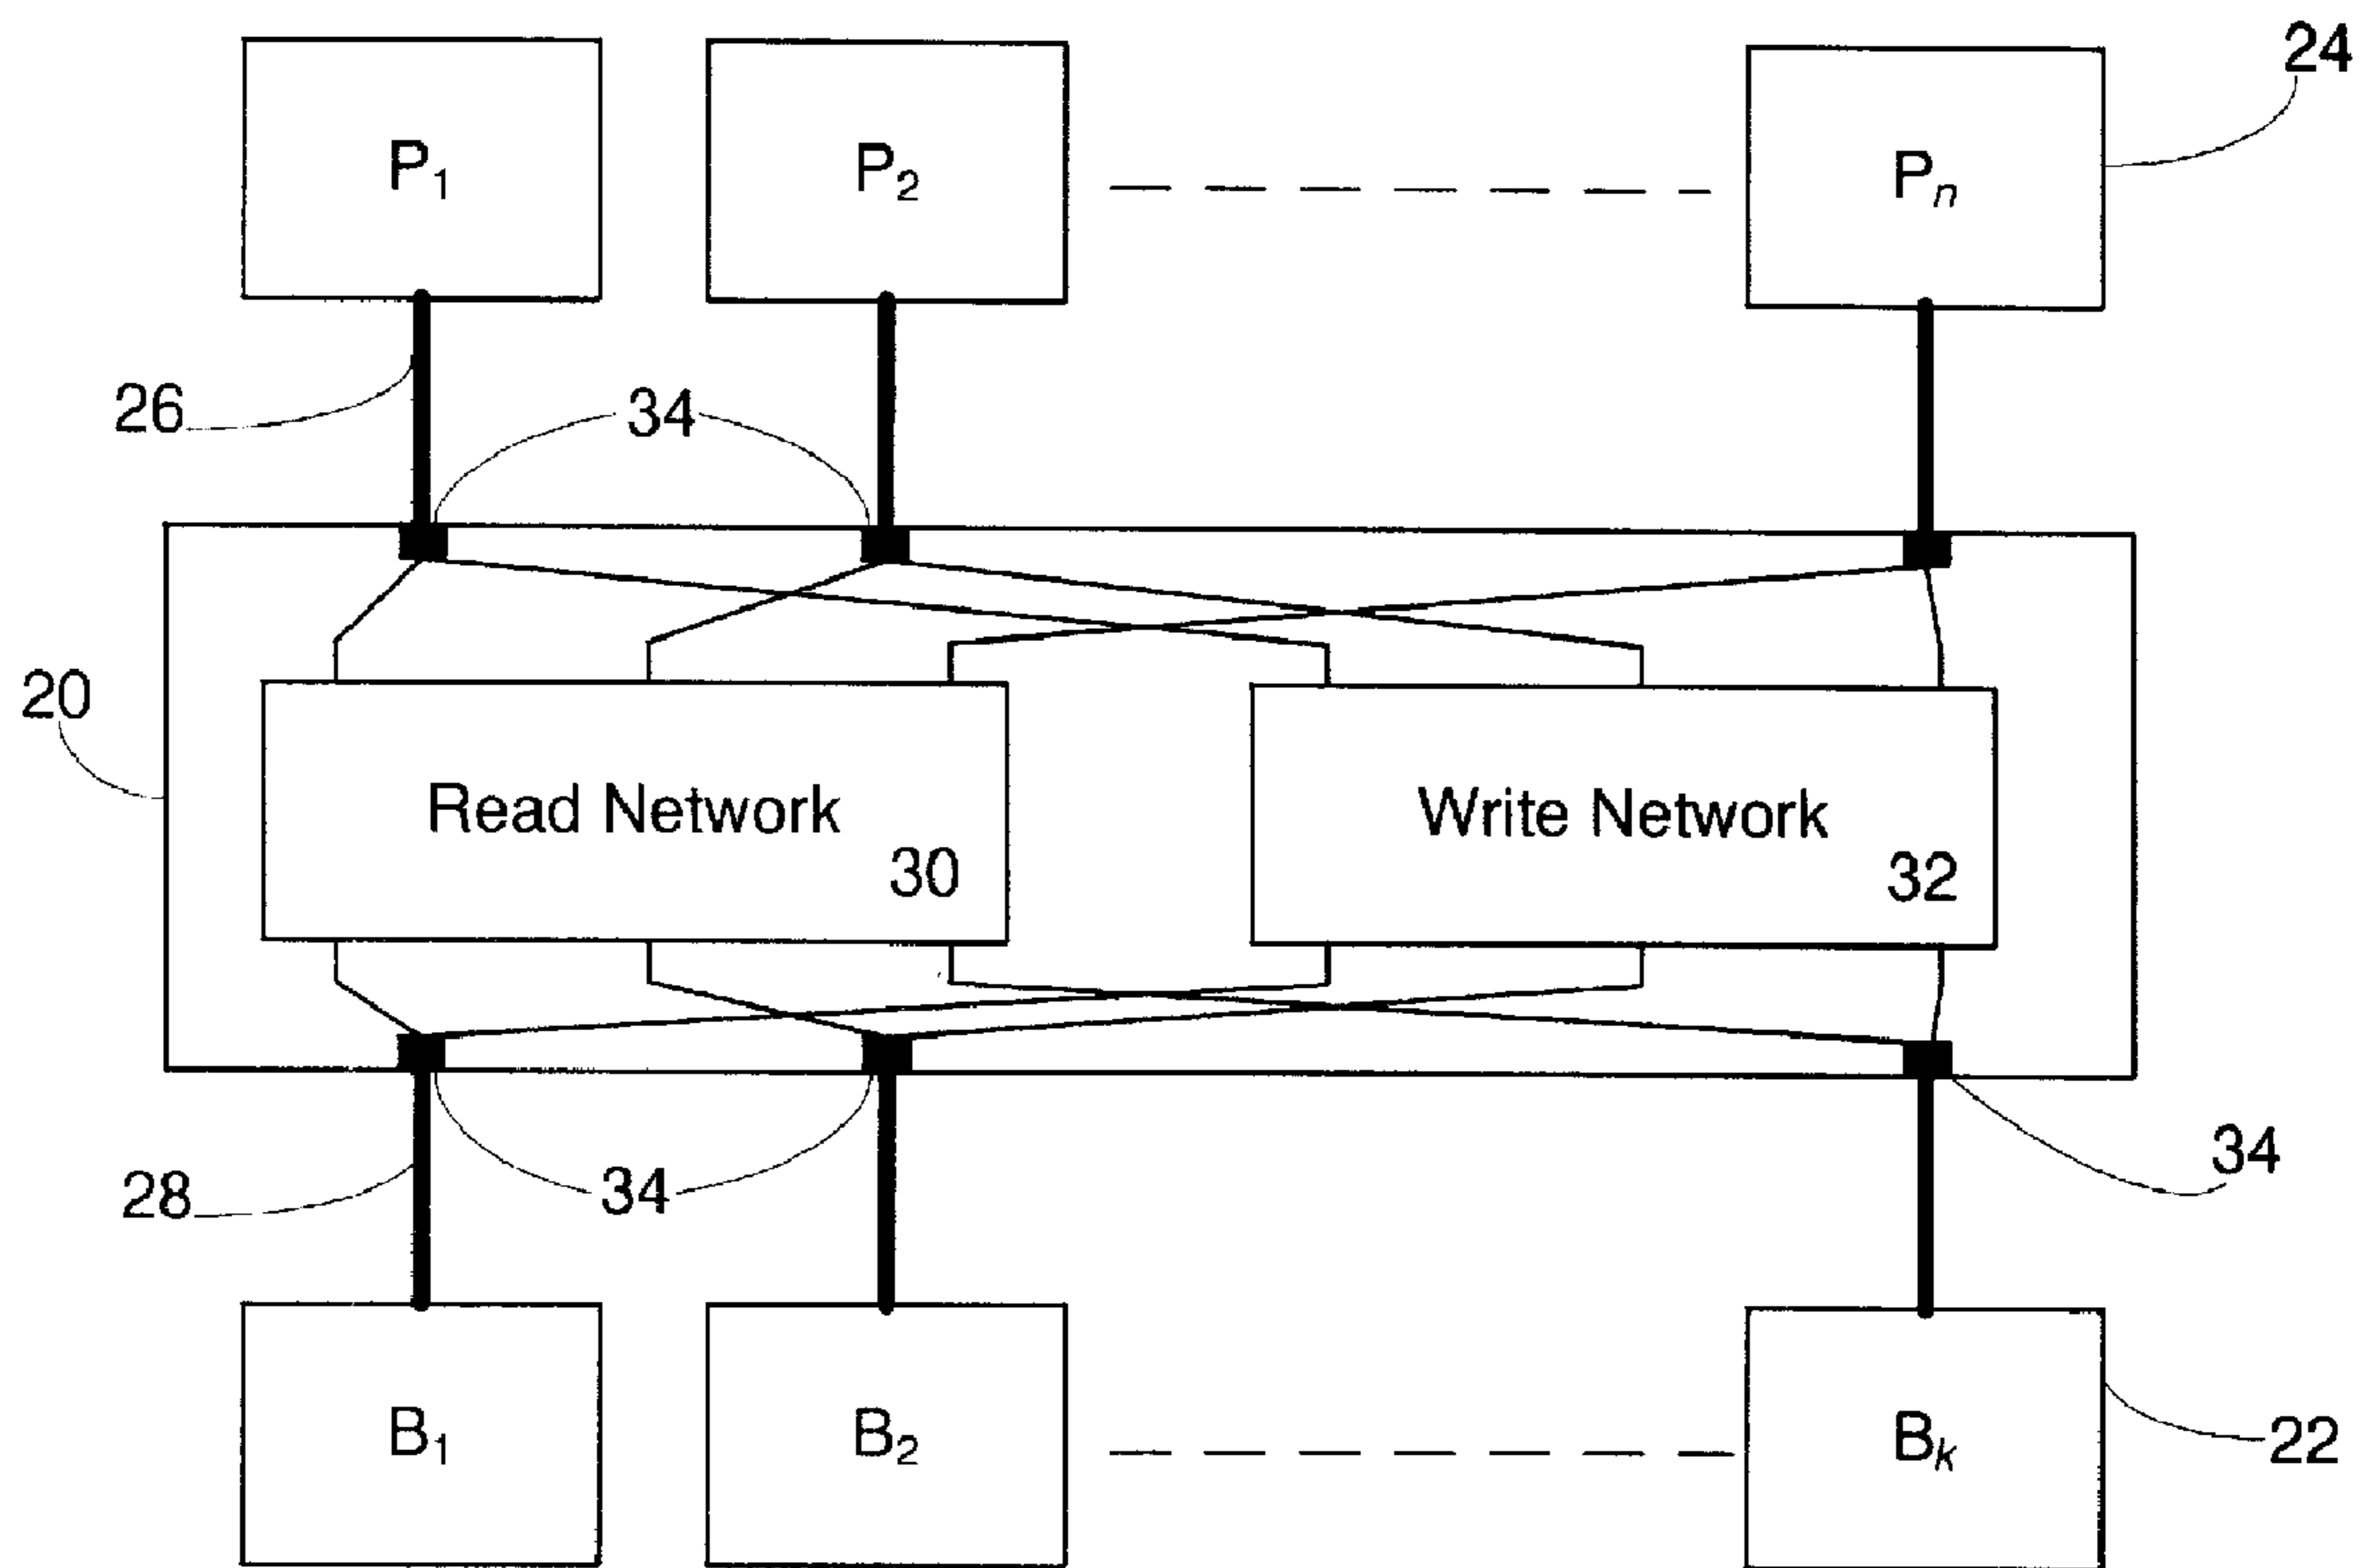 24
P₁
P₂
Pₙ
26
34
20
Read Network
30
Write Network
32
28
34
34
B₁
B₂
Bₖ
22